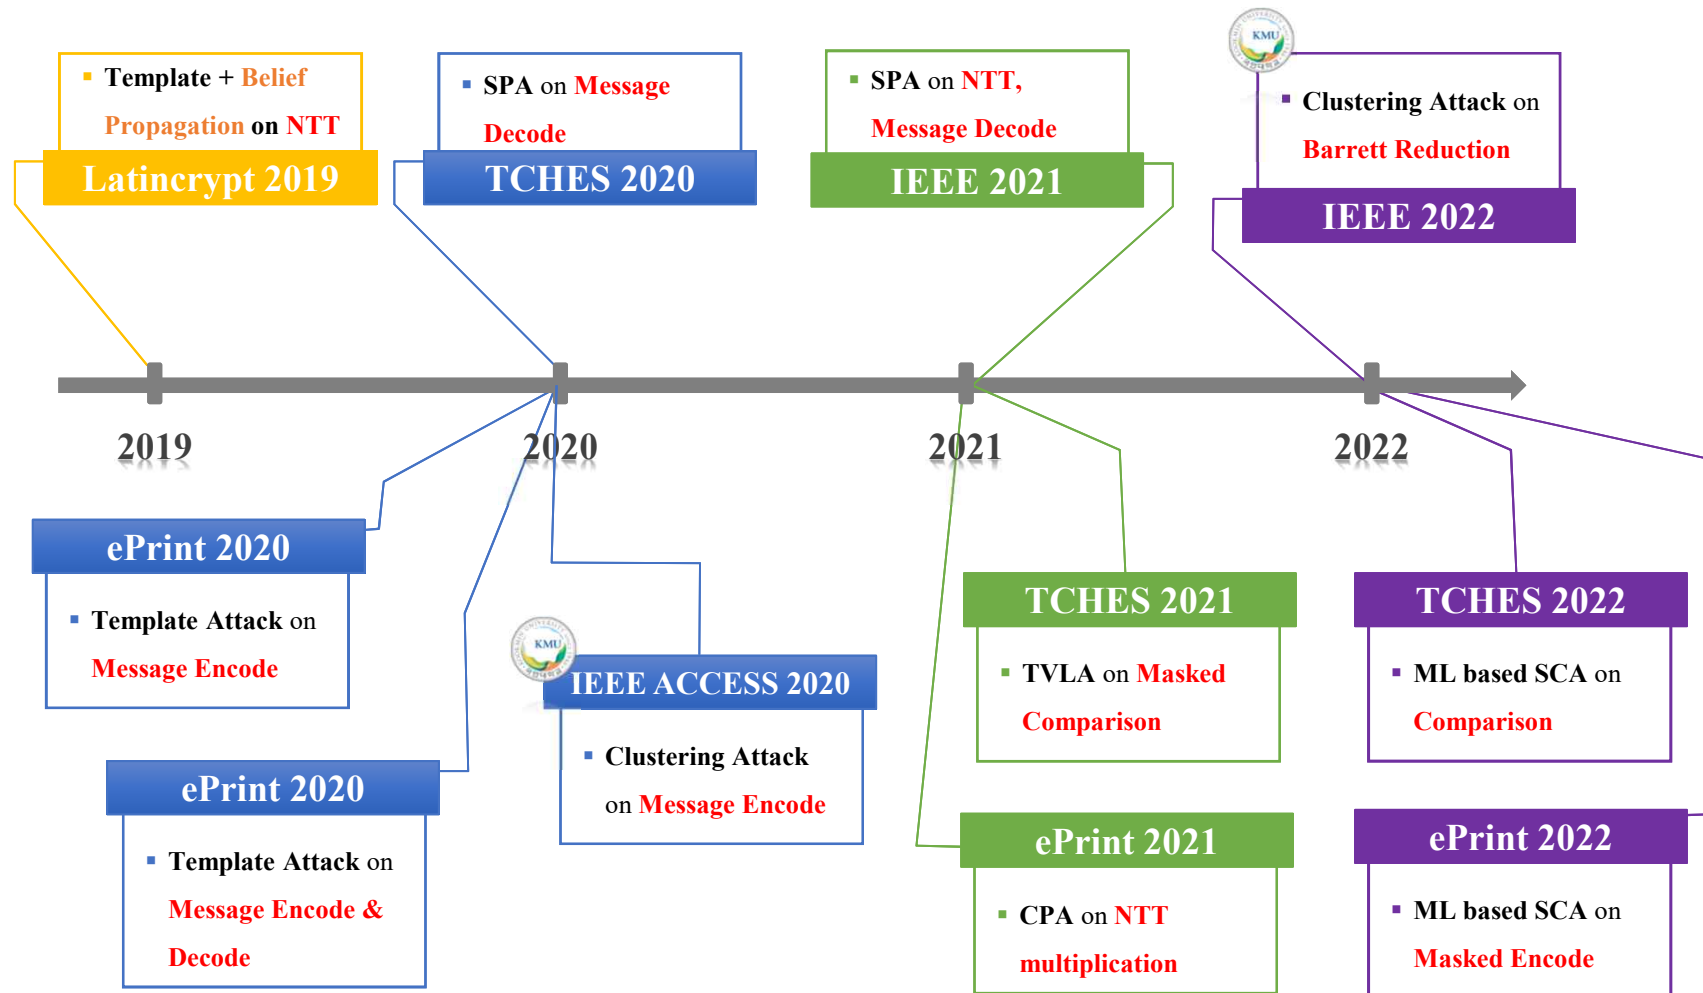 Template + Belief
Propagation on NTT
Latincrypt 2019
SPA on Message
Decode
TCHES 2020
SPA on NTT,
Message Decode
IEEE 2021
KMU
Clustering Attack on
Barrett Reduction
IEEE 2022
2019
2020
2021
2022
ePrint 2020
Template Attack on
Message Encode
ePrint 2020
Template Attack on
Message Encode &
Decode
KMU
IEEE ACCESS 2020
Clustering Attack
on Message Encode
TCHES 2021
TVLA on Masked
Comparison
ePrint 2021
CPA on NTT
multiplication
TCHES 2022
ML based SCA on
Comparison
ePrint 2022
ML based SCA on
Masked Encode